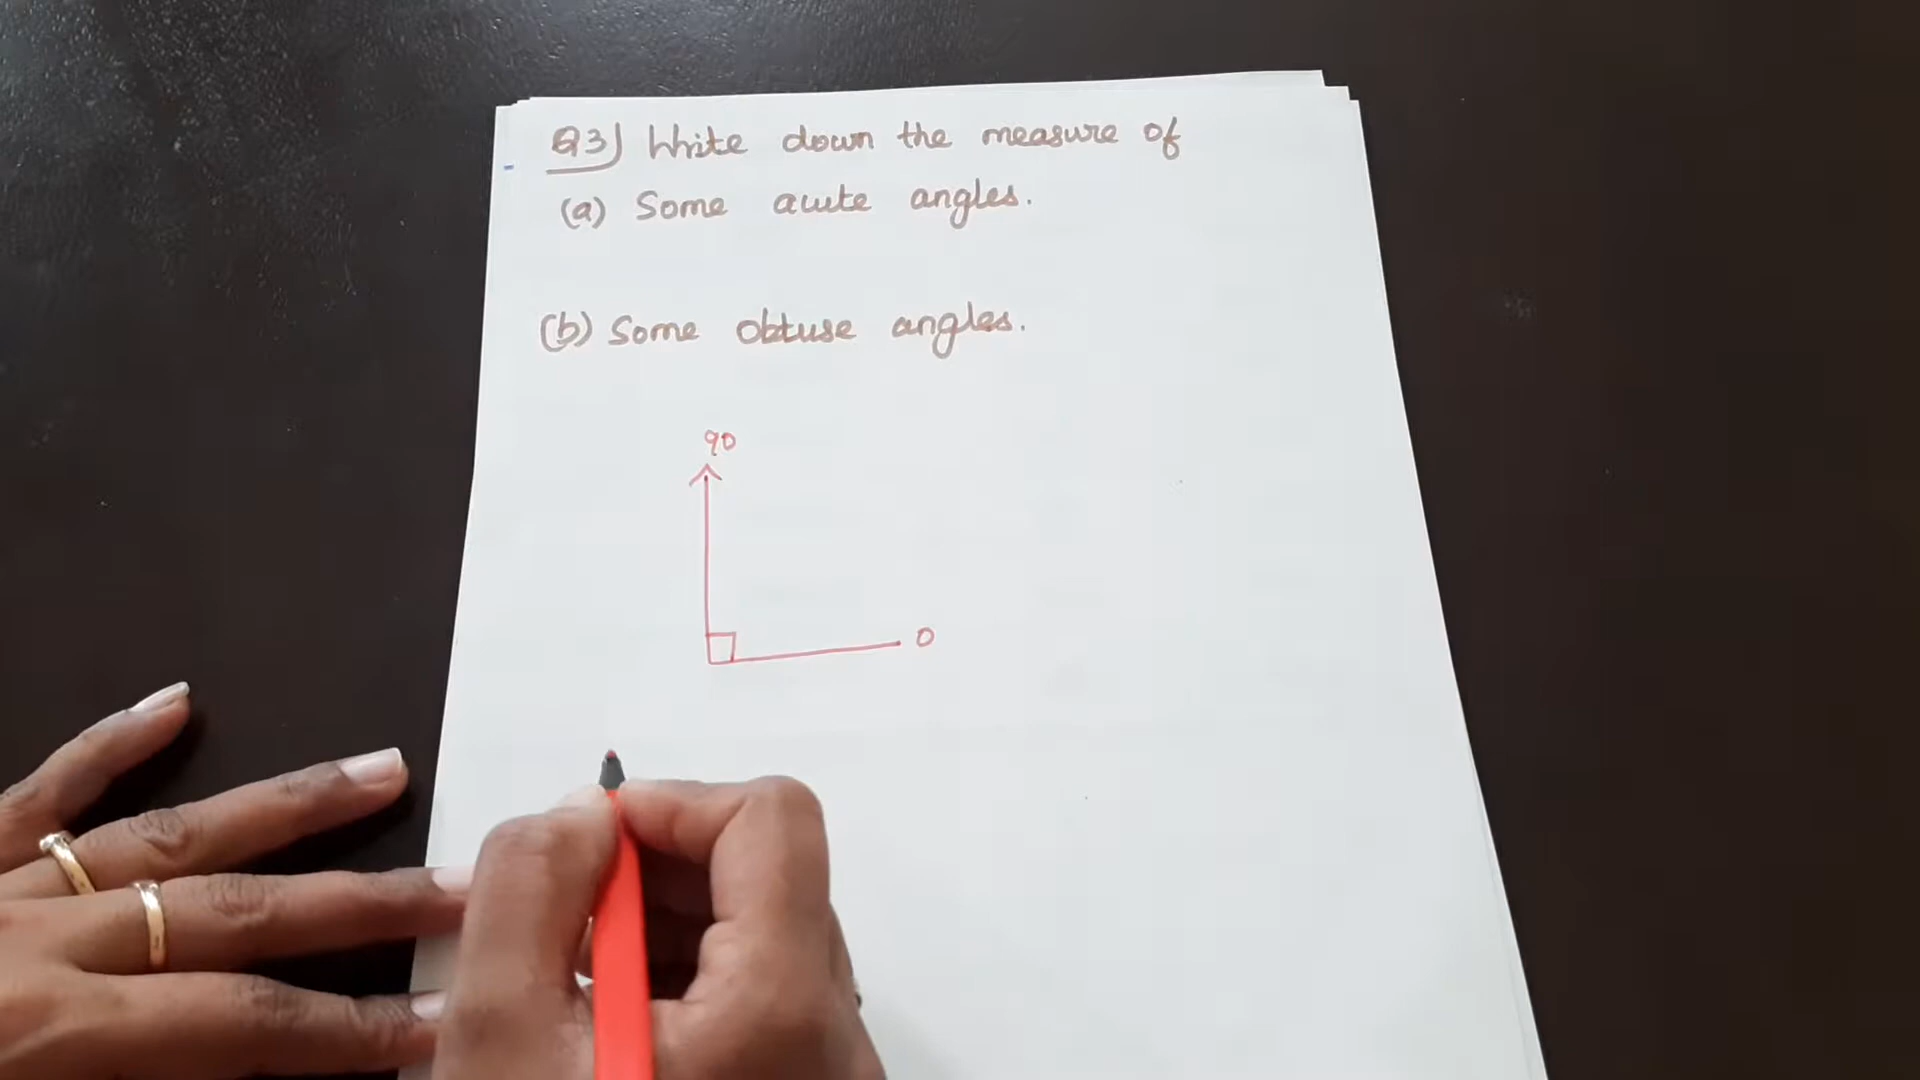 Q3) Write down the measure of
(a) Some acute angles.
(b) Some obtuse angles.
90
0